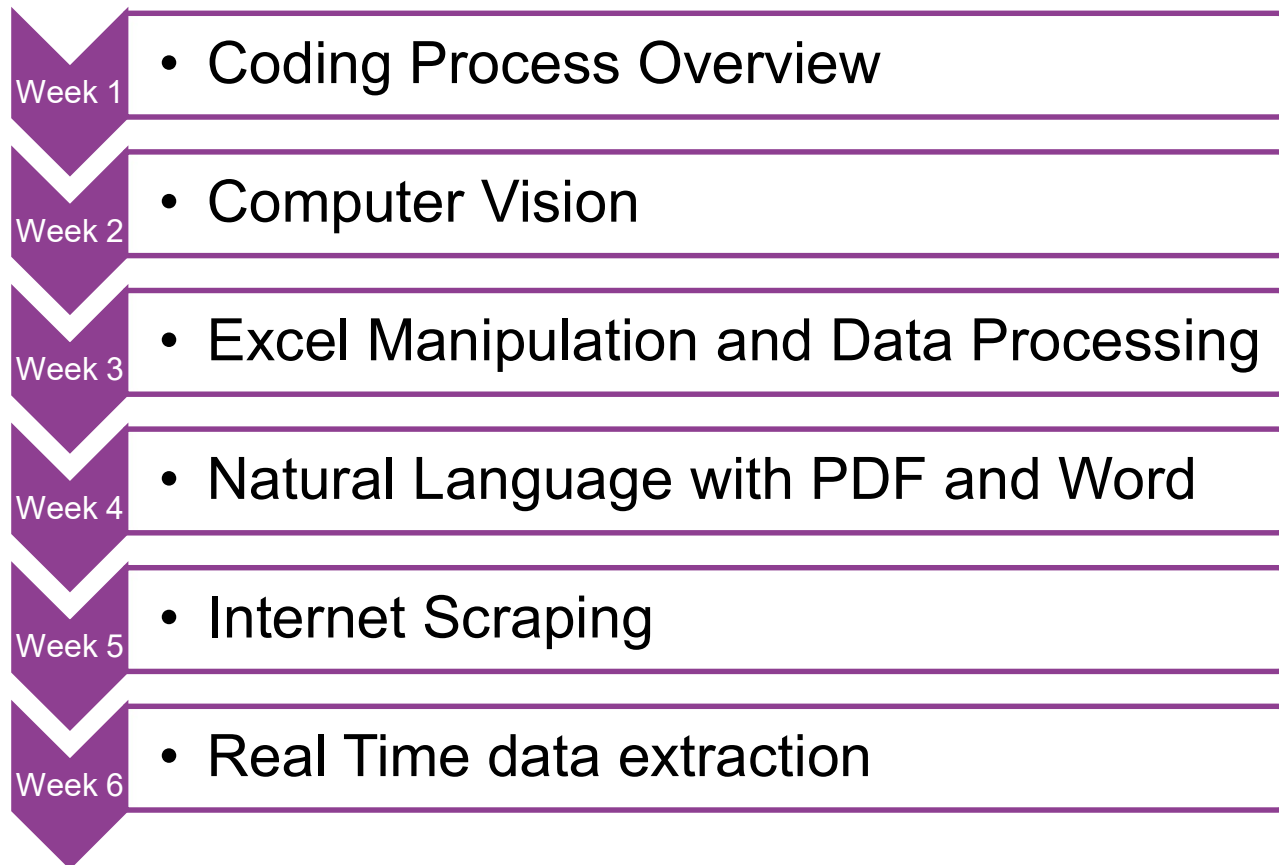 Week 1
• Coding Process Overview
Week 2
• Computer Vision
Week 3
• Excel Manipulation and Data Processing
Week 4
• Natural Language with PDF and Word
Week 5
• Internet Scraping
Week 6
• Real Time data extraction